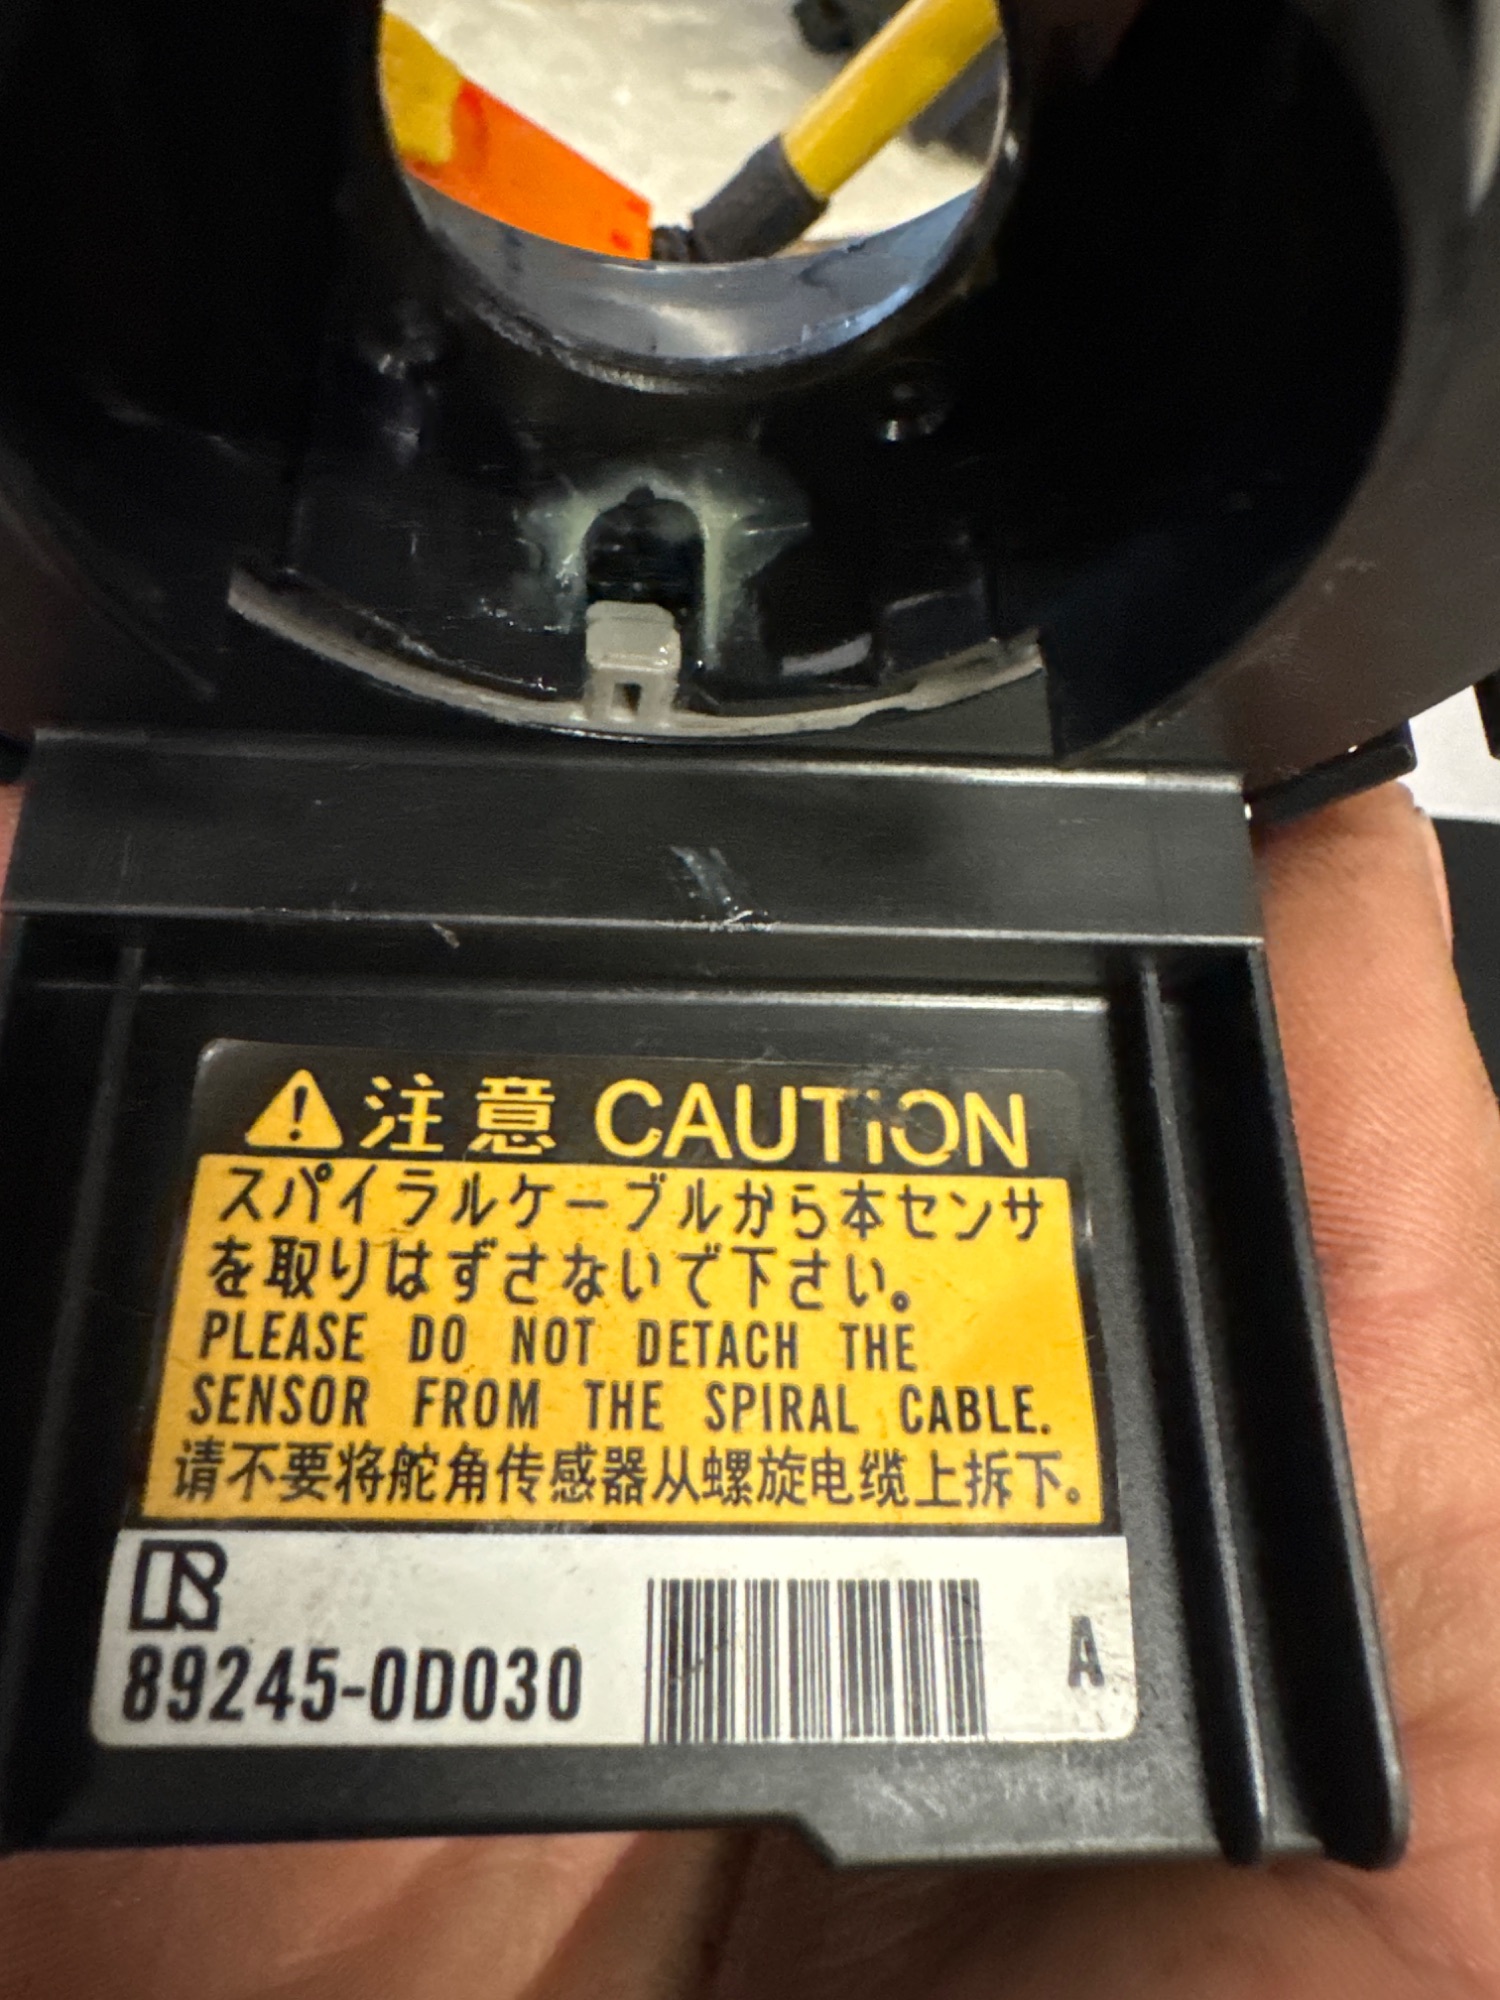 注意 CAUTION
スパイラルケーブルから本センサ
を取りはずさないで下さい。
PLEASE DO NOT DETACH THE
SENSOR FROM THE SPIRAL CABLE.
请不要将舵角传感器从螺旋电缆上拆下。
89245-0D030 A